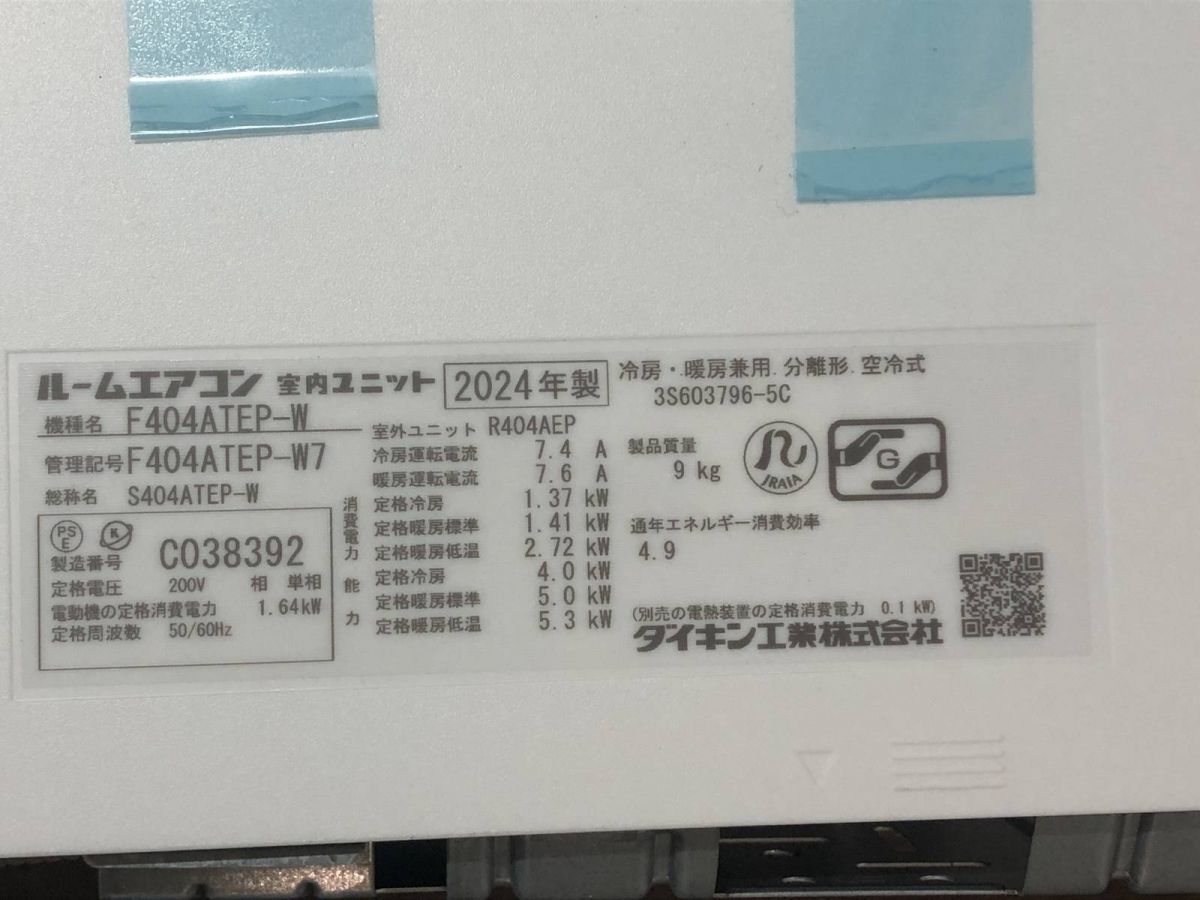 ルームエアコン 室内ユニット 2024年製
冷房・暖房兼用.分離形.空冷式
3S603796-5C
機種名 F404ATEP-W
管理記号 F404ATEP-W7
総称名 S404ATEP-W
PS
E
K
製造番号 C038392
定格電圧 200V 相 単相
電動機の定格消費電力 1.64kW
定格周波数 50/60Hz
室外ユニット R404AEP
冷房運転電流 7.4 A
暖房運転電流 7.6 A
消費電力
定格冷房 1.37 kW
定格暖房標準 1.41 kW
定格暖房低温 2.72 kW
能力
定格冷房 4.0 kW
定格暖房標準 5.0 kW
定格暖房低温 5.3 kW
製品質量
9 kg
JRAIA
G
通年エネルギー消費効率
4.9
(別売の電熱装置の定格消費電力 0.1 kW)
ダイキン工業株式会社